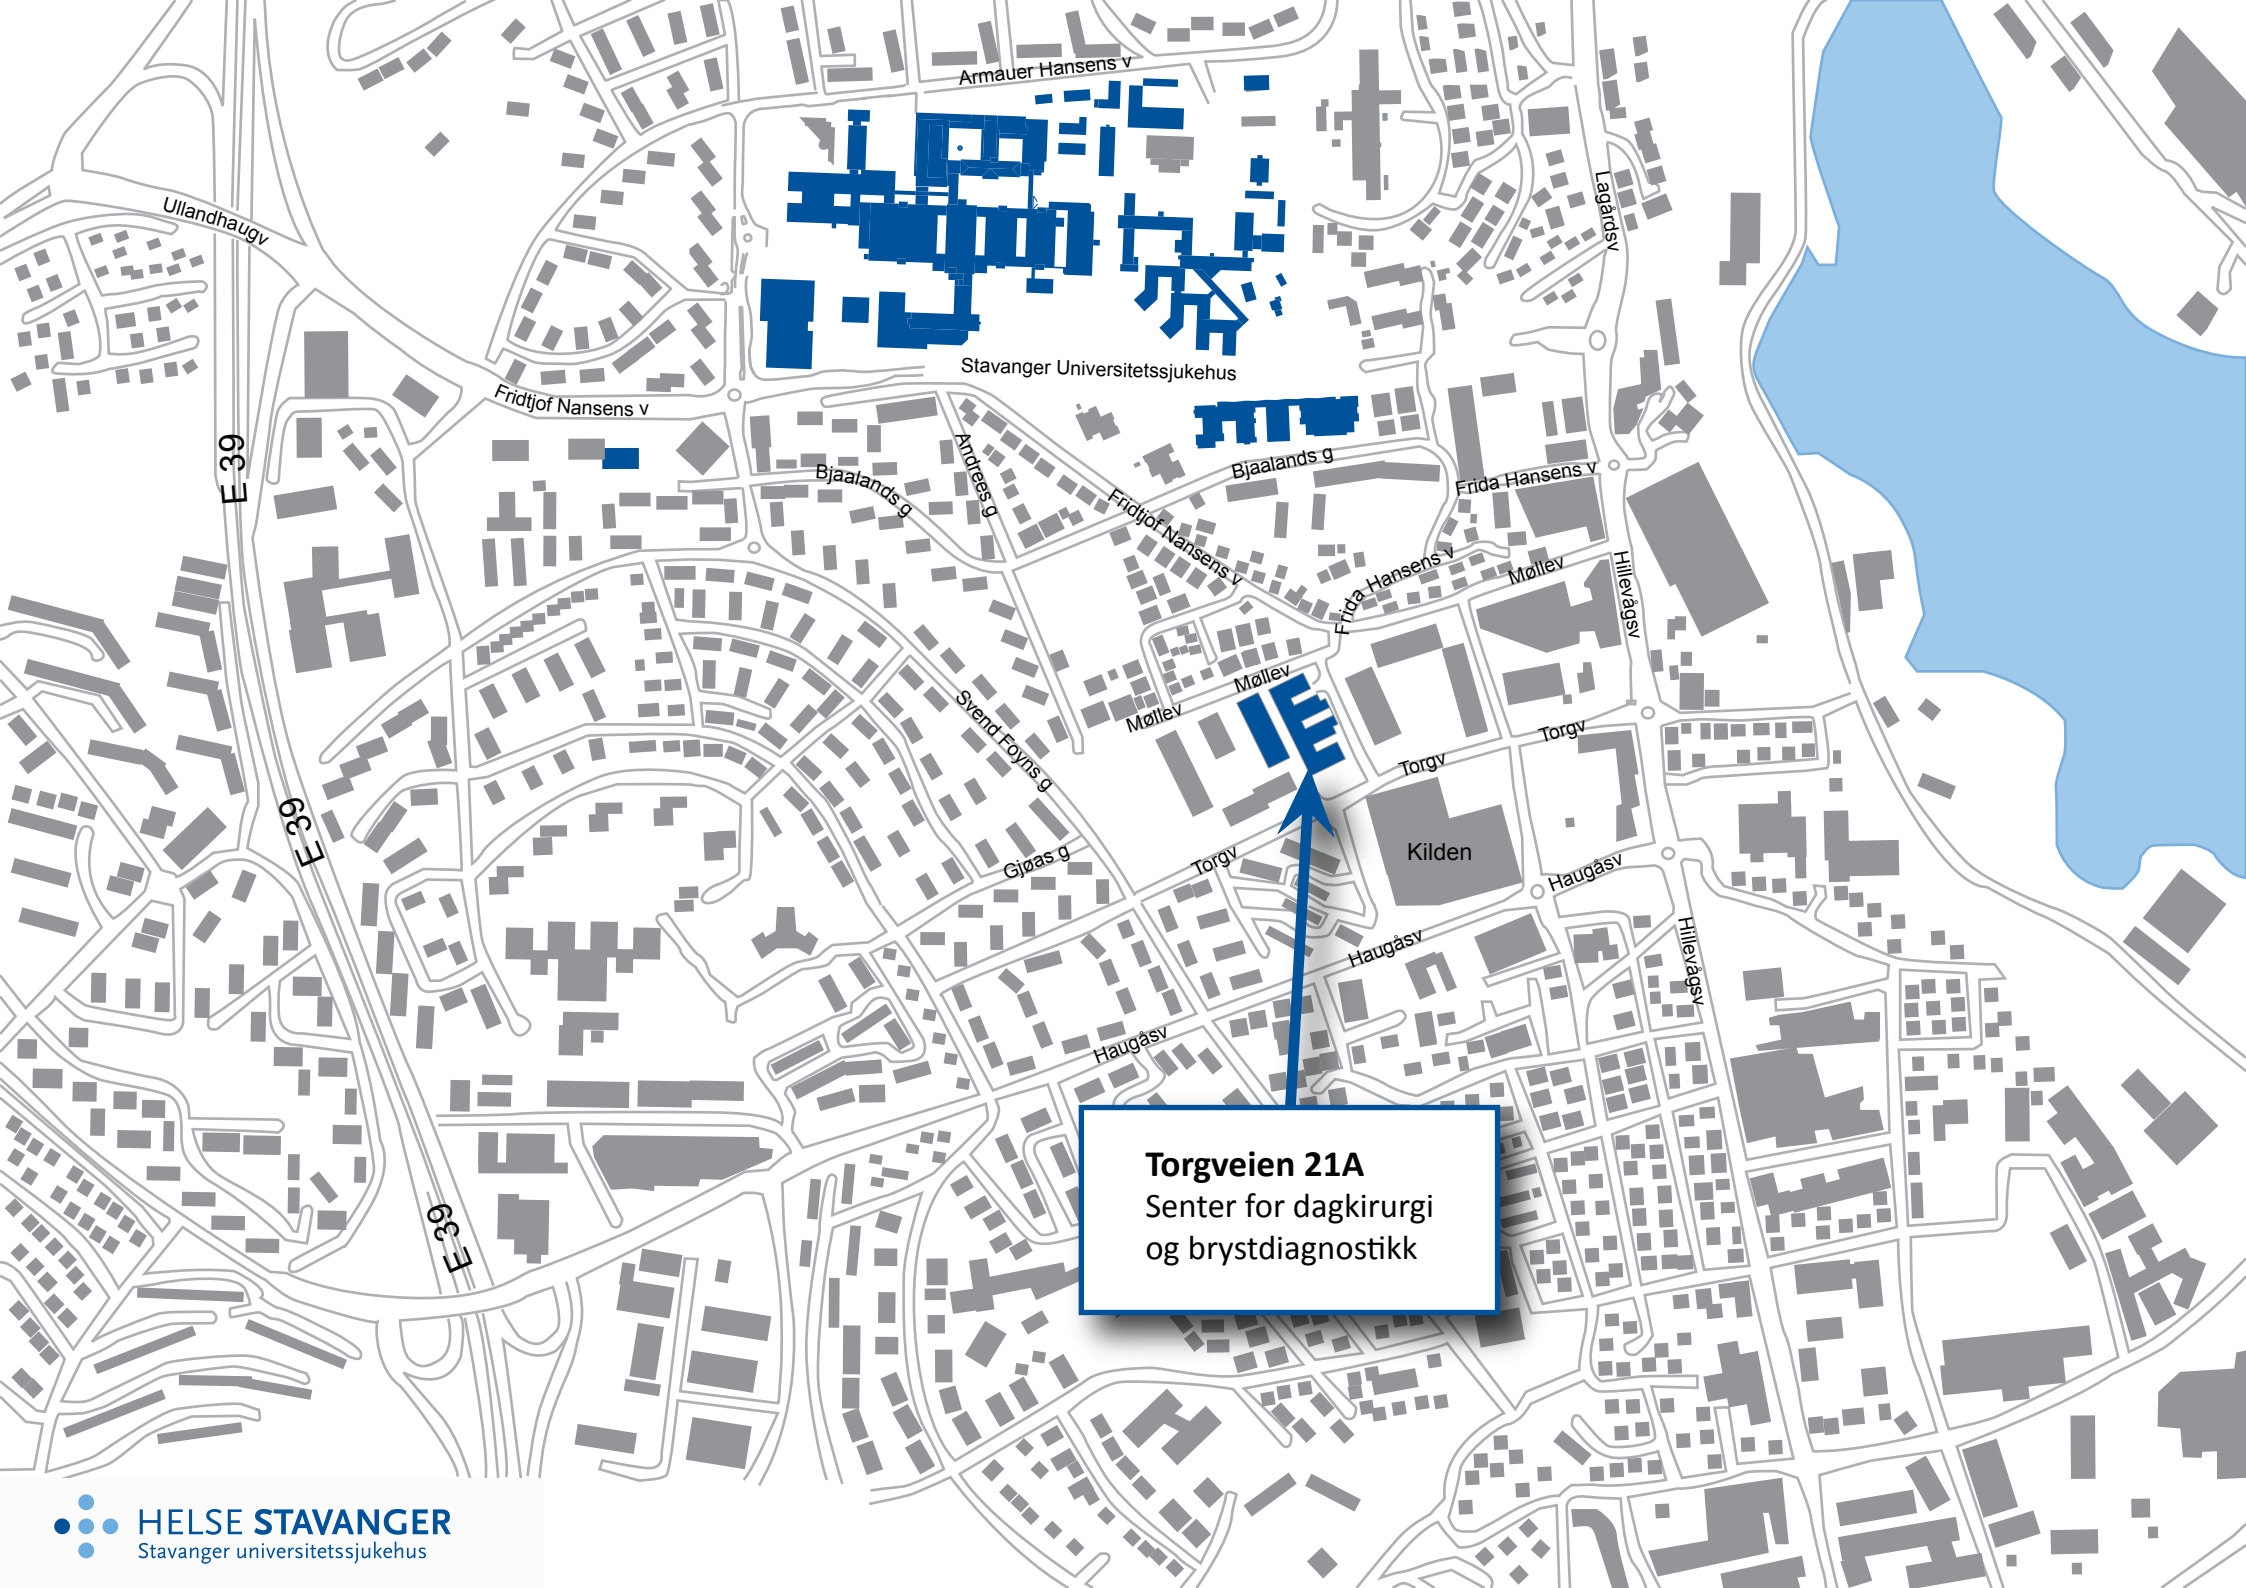 Armauer Hansens v
Ullandhaugv
Lagårdsv
Stavanger Universitetssjukehus
Fridtjof Nansens v
E 39
Andrees g
Bjaalands g
Bjaalands g
Frida Hansens v
Fridtjof Nansens v
Frida Hansens v
Møllev
Hillevågsv
Møllev
Møllev
Svend Foyns g
Torgv
Torgv
E 39
Kilden
Gjøas g
Torgv
Haugåsv
Haugåsv
Hillevågsv
Haugåsv
E 39
Torgveien 21A
Senter for dagkirurgi
og brystdiagnostikk
HELSE STAVANGER
Stavanger universitetssjukehus